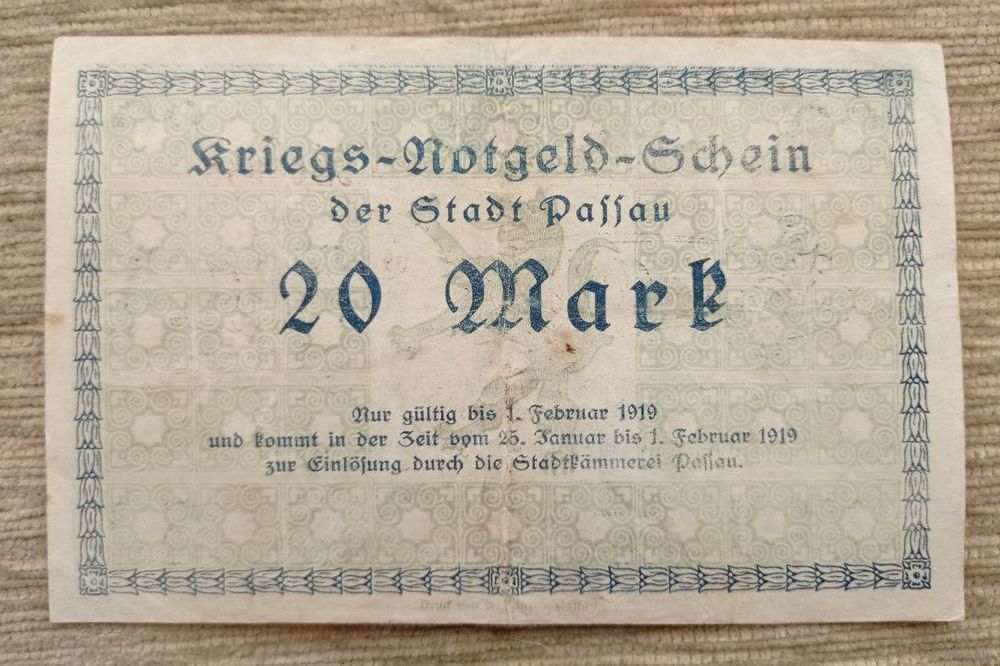 Kriegs-Notgeld-Schein
der Stadt Passau
20 Mark
Nur gültig bis 1. Februar 1919
und kommt in der Zeit vom 25. Januar bis 1. Februar 1919
zur Einlösung durch die Stadtkämmerei Passau.